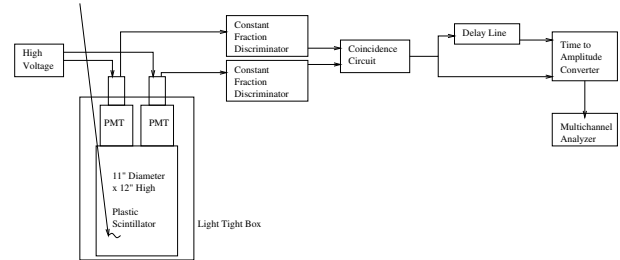 High
Voltage
Constant
Fraction
Discriminator
Constant
Fraction
Discriminator
Coincidence
Circuit
Delay Line
Time to
Amplitude
Converter
Multichannel
Analyzer
PMT
PMT
11" Diameter
x 12" High
Plastic
Scintillator
Light Tight Box